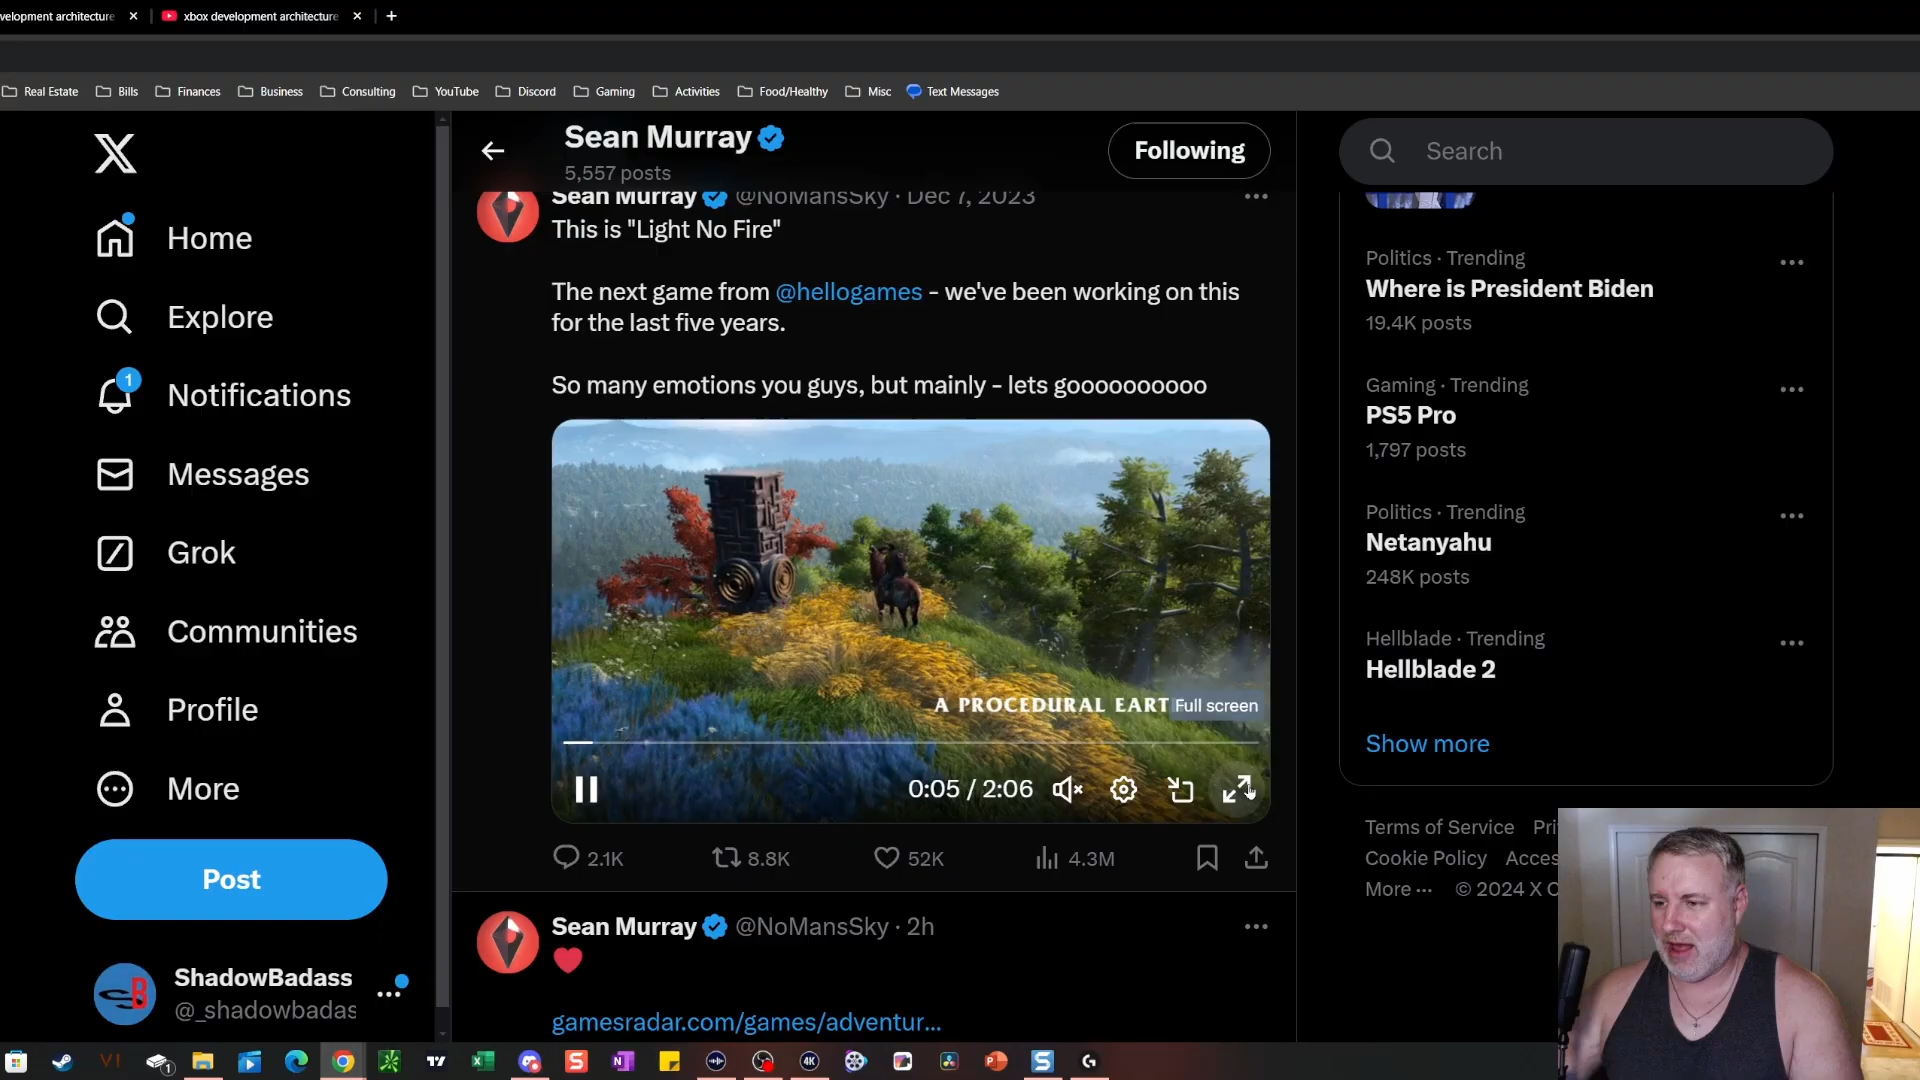 velopment architecture
xbox development architecture
Real Estate
Bills
Finances
Business
Consulting
YouTube
Discord
Gaming
Activities
Food/Healthy
Misc
Text Messages
Home
Explore
1
Notifications
Messages
Grok
Communities
Profile
More
Post
ShadowBadass
@_shadowbadas
Sean Murray
5,557 posts
Following
Sean Murray @NoMansSky · Dec 7, 2023
This is "Light No Fire"
The next game from @hellogames - we've been working on this
for the last five years.
So many emotions you guys, but mainly - lets goooooooooo
A PROCEDURAL EART
Full screen
0:05 / 2:06
2.1K
8.8K
52K
4.3M
Sean Murray @NoMansSky · 2h
gamesradar.com/games/adventur...
Search
Politics · Trending
Where is President Biden
19.4K posts
Gaming · Trending
PS5 Pro
1,797 posts
Politics · Trending
Netanyahu
248K posts
Hellblade · Trending
Hellblade 2
Show more
Terms of Service Pri
Cookie Policy Acces
More ··· © 2024 X C